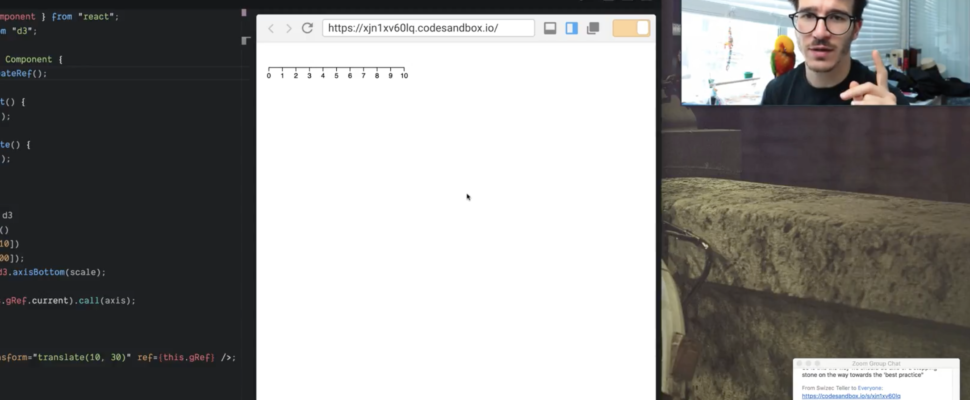 mponent } from "react";
m "d3";
Component {
ateRef();
t() {
);
te() {
);
d3
()
10])
00]);
d3.axisBottom(scale);
.gRef.current).call(axis);
nsform="translate(10, 30)" ref={this.gRef} />;
https://xjn1xv60lq.codesandbox.io/
0 1 2 3 4 5 6 7 8 9 10
Zoom Group Chat
stone on the way towards the "best practice"
From Swizec Teller to Everyone:
https://codesandbox.io/s/xjn1xv60lq